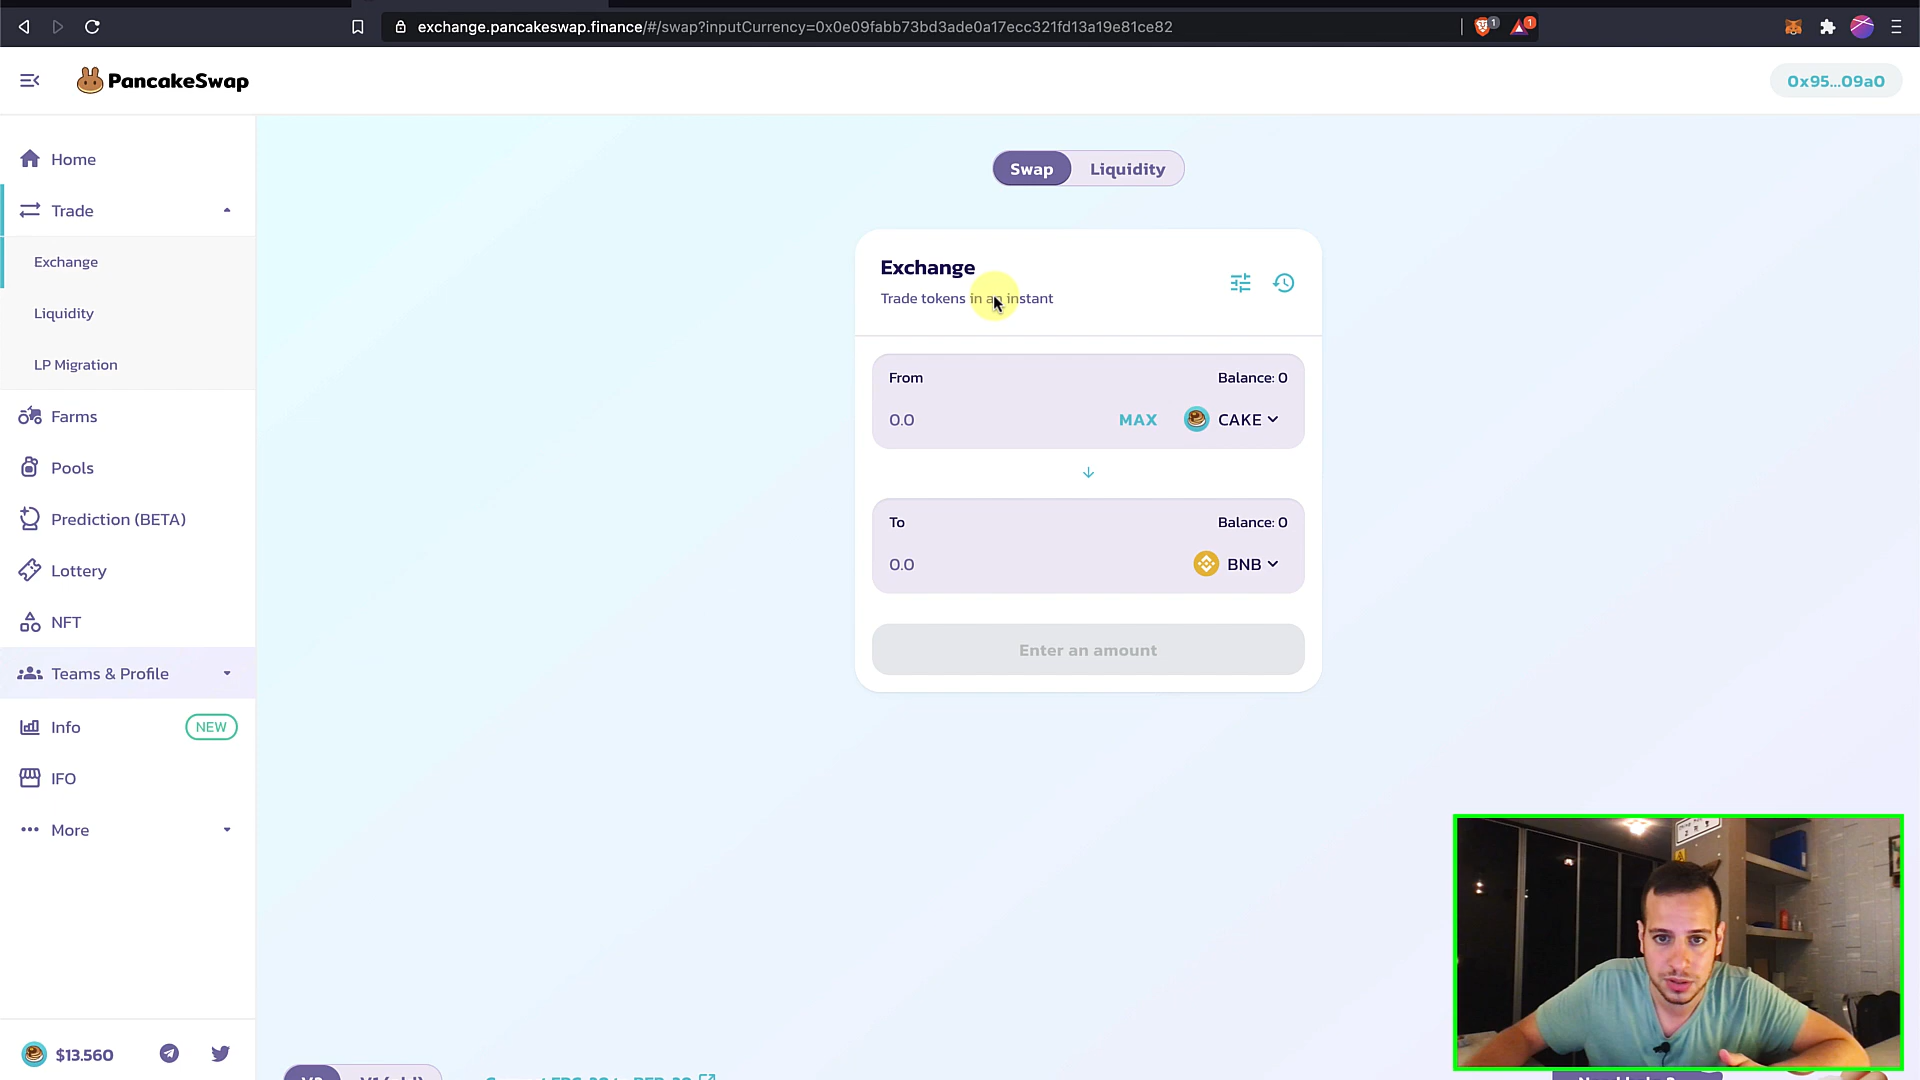 exchange.pancakeswap.finance/#/swap?inputCurrency=0x0e09fabb73bd3ade0a17ecc321fd13a19e81ce82
1
1
PancakeSwap
0x95...09a0
Home
Trade
Exchange
Liquidity
LP Migration
Farms
Pools
Prediction (BETA)
Lottery
NFT
Teams & Profile
Info
NEW
IFO
More
$13.560
Swap
Liquidity
Exchange
Trade tokens in an instant
From
Balance: 0
0.0
MAX
CAKE
To
Balance: 0
0.0
BNB
Enter an amount